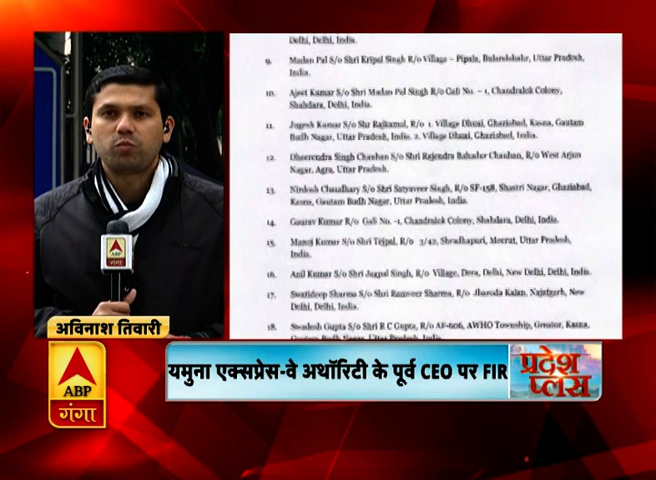 Delhi, Delhi, India.
9. Madan Pal S/o Shri Kripal Singh R/o Village – Pipala, Bulandshahr, Uttar Pradesh,
India.
10. Ajeet Kumar S/o Shri Madan Pal Singh R/o Gali No. – 1, Chandralok Colony,
Shahdara, Delhi, India.
11. Jogesh Kumar S/o Shr Rajkamal, R/o 1. Village Dhuai, Ghaziabad, Kasna, Gautam
Budh Nagar, Uttar Pradesh, India. 2. Village Dhuai, Ghaziabad, India.
12. Dheerendra Singh Chauhan S/o Shri Rajendra Bahadur Chauhan, R/o West Arjun
Nagar, Agra, Uttar Pradesh.
13. Nirdosh Chaudhary S/o Shri Satyaveer Singh, R/o SF-158, Shastri Nagar, Ghaziabad,
Kasna, Gautam Budh Nagar, Uttar Pradesh, India.
14. Gaurav Kumar R/o Gali No. -1, Chandralok Colony, Shahdara, Delhi, India.
15. Manoj Kumar S/o Shri Tejpal, R/o 3/42, Shradhapuri, Meerut, Uttar Pradesh,
India.
16. Anil Kumar S/o Shri Jagpal Singh, R/o Village, Dera, Delhi, New Delhi, Delhi, India.
17. Swatideep Sharma S/o Shri Ramveer Sharma, R/o Jharoda Kalan, Najafgarh, New
Delhi, Delhi, India.
18. Swadesh Gupta S/o Shri R C Gupta, R/o AF-606, AWHO Township, Greator, Kasna,
Gautam Budh Nagar, Uttar Pradesh, India.
abp
गंगा
अविनाश तिवारी
ABP
गंगा
यमुना एक्सप्रेस-वे अथॉरिटी के पूर्व CEO पर FIR
प्रदेश
प्लस